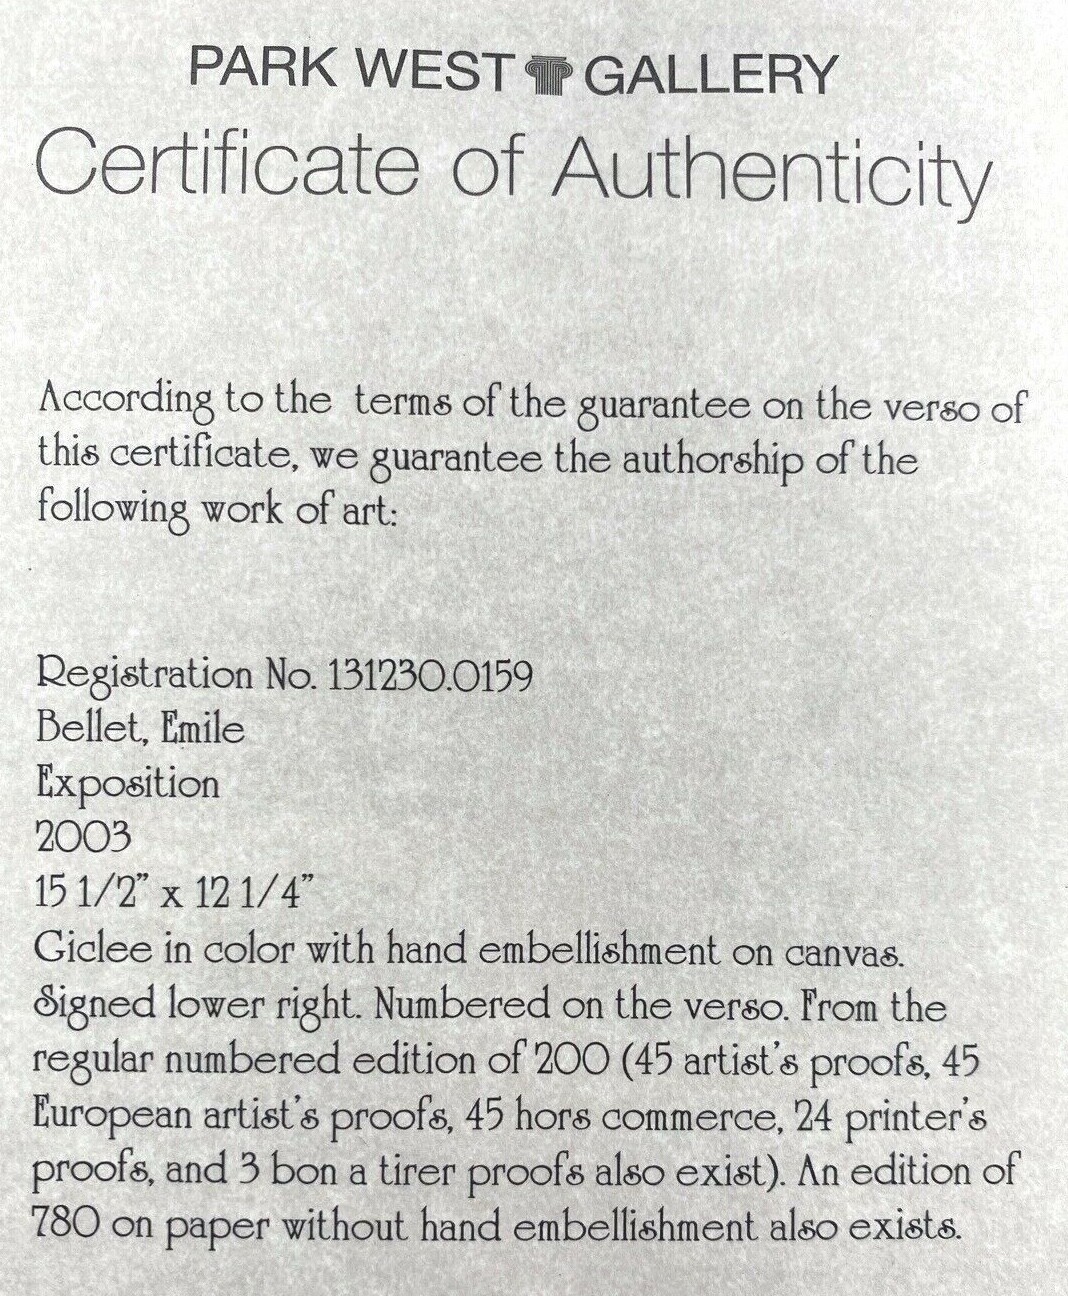 PARK WEST GALLERY
Certificate of Authenticity
According to the terms of the guarantee on the verso of
this certificate, we guarantee the authorship of the
following work of art:
Registration No. 131230.0159
Bellet, Emile
Exposition
2003
15 1/2" x 12 1/4"
Giclee in color with hand embellishment on canvas.
Signed lower right. Numbered on the verso. From the
regular numbered edition of 200 (45 artist's proofs, 45
European artist's proofs, 45 hors commerce, 24 printer's
proofs, and 3 bon a tirer proofs also exist). An edition of
780 on paper without hand embellishment also exists.